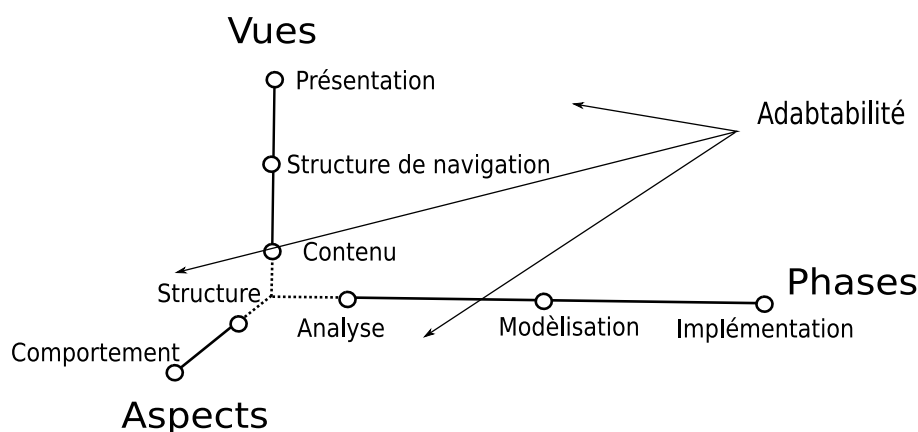 Vues
Présentation
Adabtabilité
Structure de navigation
Contenu
Structure
Phases
Analyse
Modèlisation
Implémentation
Comportement
Aspects